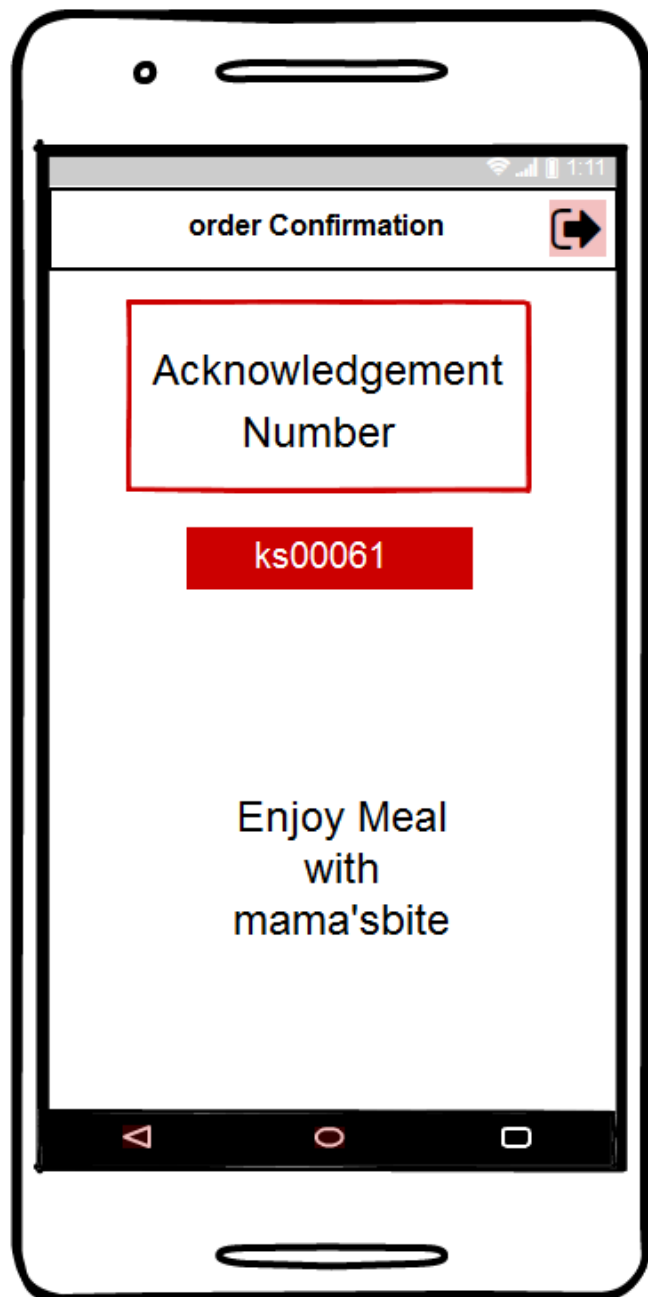 1:11
order Confirmation
Acknowledgement
Number
ks00061
Enjoy Meal
with
mama'sbite